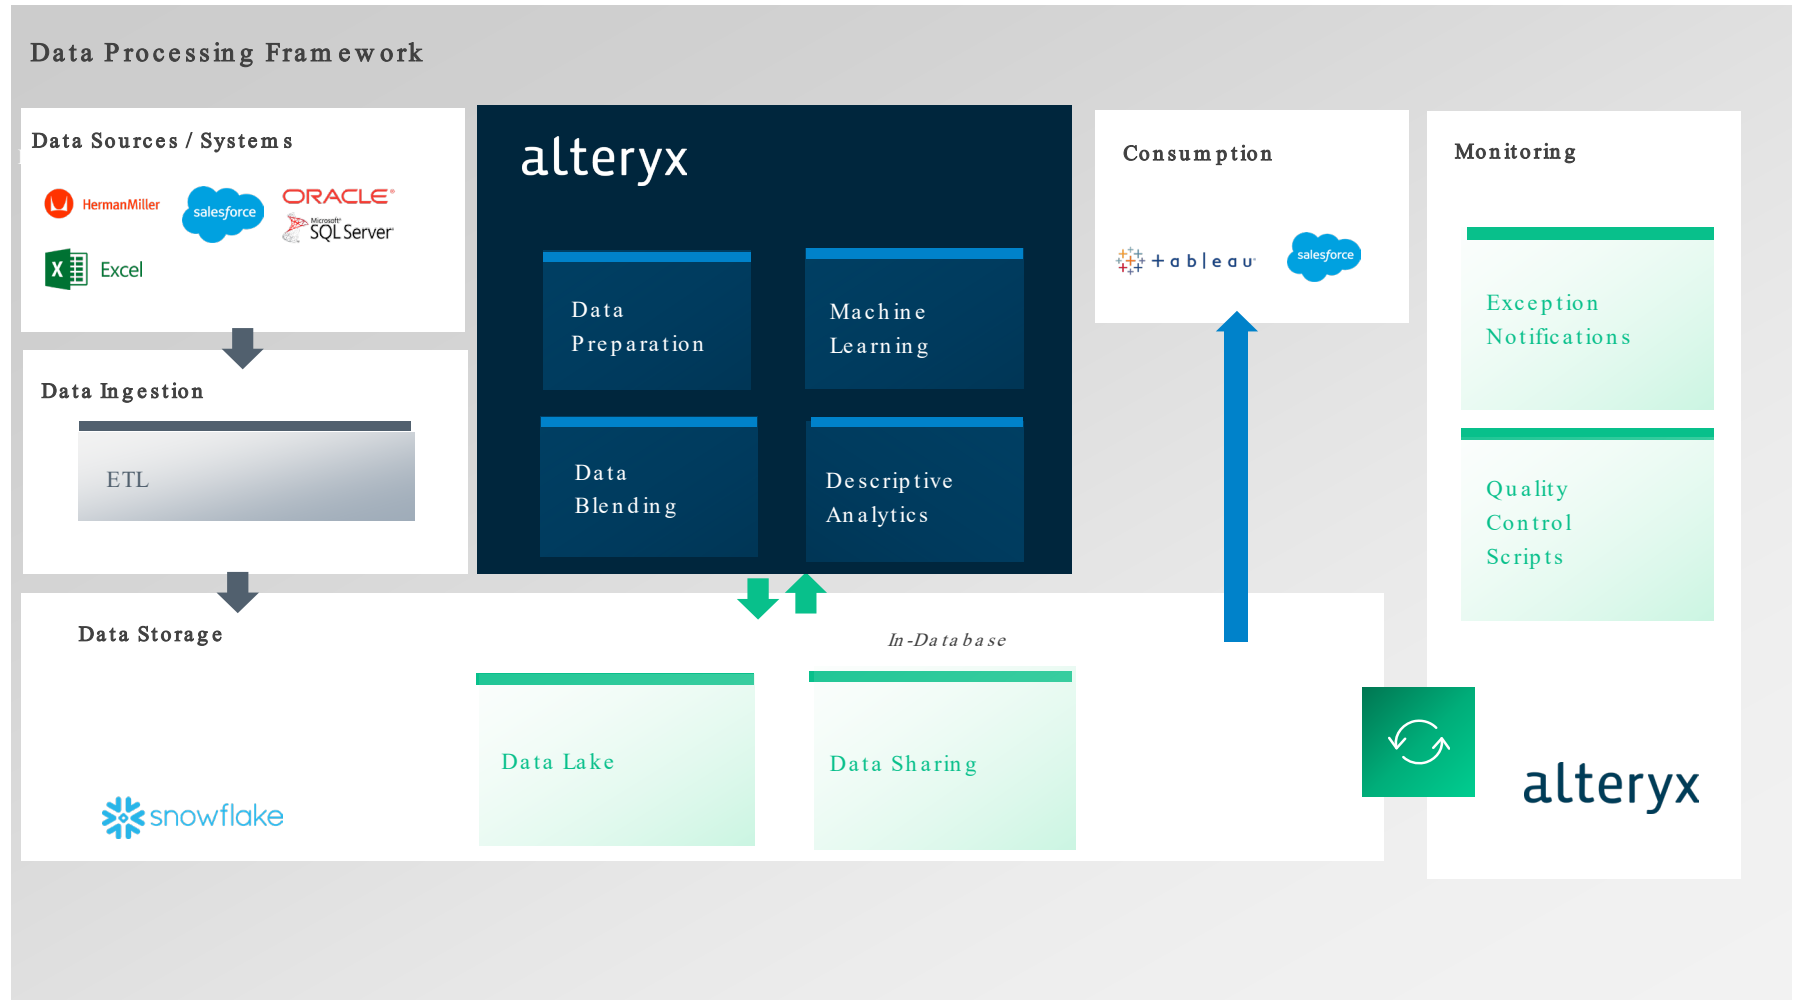 Data Processing Framework
Data Sources / Systems
HermanMiller
salesforce
ORACLE®
Microsoft®
SQL Server®
X
Excel
Data Ingestion
ETL
alteryx
Data
Preparation
Machine
Learning
Data
Blending
Descriptive
Analytics
Consumption
+ableau
salesforce
Monitoring
Exception
Notifications
Quality
Control
Scripts
alteryx
Data Storage
In-Database
Data Lake
Data Sharing
snowflake